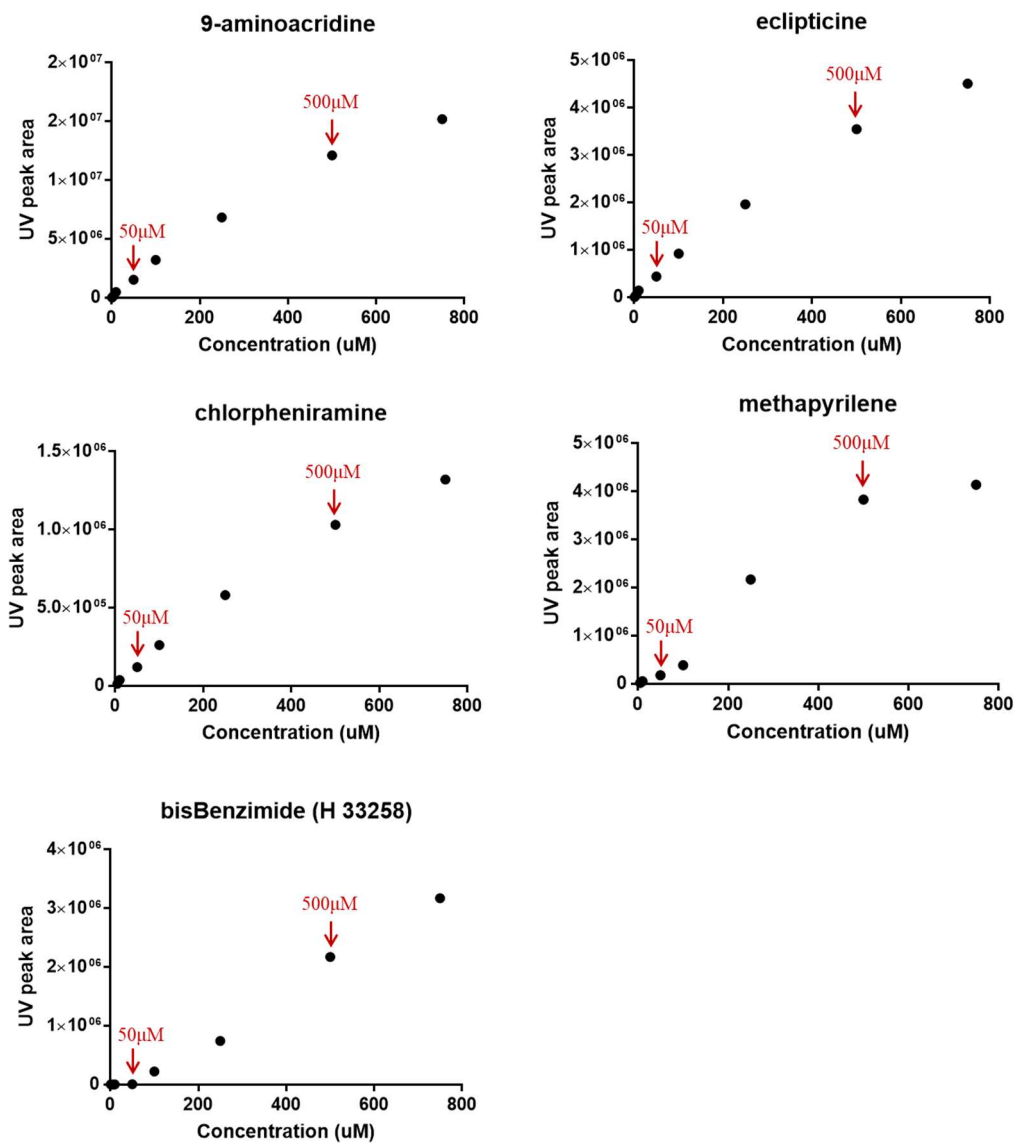 9-aminoacridine
2×10⁰⁷
2×10⁰⁷
1×10⁰⁷
5×10⁰⁶
0
UV peak area
50μM
500μM
0 200 400 600 800
Concentration (uM)
eclipticine
5×10⁰⁶
4×10⁰⁶
3×10⁰⁶
2×10⁰⁶
1×10⁰⁶
0
UV peak area
50μM
500μM
0 200 400 600 800
Concentration (uM)
chlorpheniramine
1.5×10⁰⁶
1.0×10⁰⁶
5.0×10⁰⁵
0
UV peak area
50μM
500μM
0 200 400 600 800
Concentration (uM)
methapyrilene
5×10⁰⁶
4×10⁰⁶
3×10⁰⁶
2×10⁰⁶
1×10⁰⁶
0
UV peak area
50μM
500μM
0 200 400 600 800
Concentration (uM)
bisBenzimide (H 33258)
4×10⁰⁶
3×10⁰⁶
2×10⁰⁶
1×10⁰⁶
0
UV peak area
50μM
500μM
0 200 400 600 800
Concentration (uM)